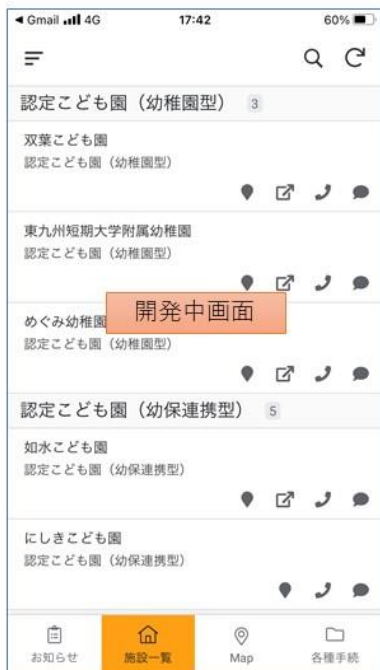 ◀ Gmail 4G 17:42 60%
認定こども園（幼稚園型） 3
双葉こども園
認定こども園（幼稚園型）
東九州短期大学附属幼稚園
認定こども園（幼稚園型）
開発中画面
めぐみ幼稚園
認定こども園（幼稚園型）
認定こども園（幼保連携型） 5
如水こども園
認定こども園（幼保連携型）
にしきこども園
認定こども園（幼保連携型）
お知らせ 施設一覧 Map 各種手続